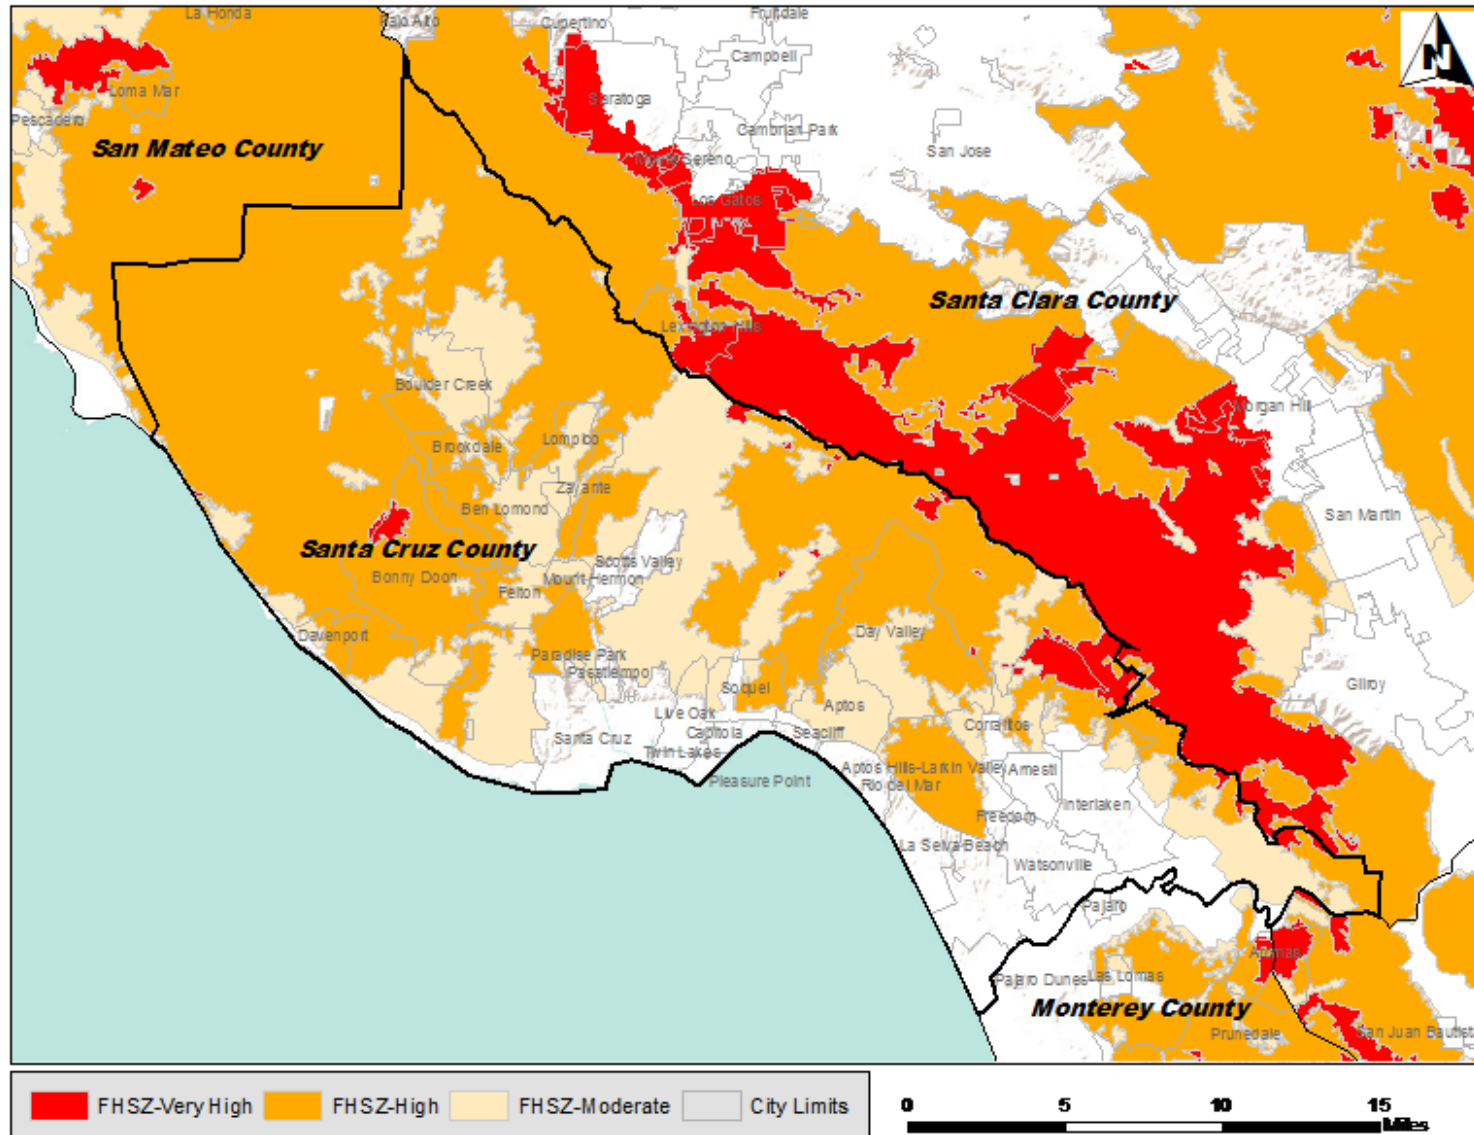 La Honda
Palo Alto
Cupertino
Fruitdale
Campbell
N
Loma Mar
Saratoga
Pescadero
Cambrian Park
San Mateo County
Sereno
San Jose
Los Gatos
Santa Clara County
Lexington Hills
Boulder Creek
Morgan Hill
Brookdale
Lompico
Zayante
Ben Lomond
San Martin
Santa Cruz County
Scotts Valley
Bonny Doon
Mount Hermon
Felton
Davenport
Day Valley
Paradise Park
Pasatiempo
Soquel
Gilroy
Live Oak
Aptos
Corralitos
Santa Cruz
Capitola
Seacliff
Twin Lakes
Pleasure Point
Aptos Hills-Larkin Valley
Amesti
Rio del Mar
Interlaken
Freedom
La Selva Beach
Watsonville
Pajaro
Aromas
Pajaro Dunes
Las Lomas
Monterey County
Prunedale
San Juan Bautist
FHSZ-Very High
FHSZ-High
FHSZ-Moderate
City Limits
0
5
10
15
Miles